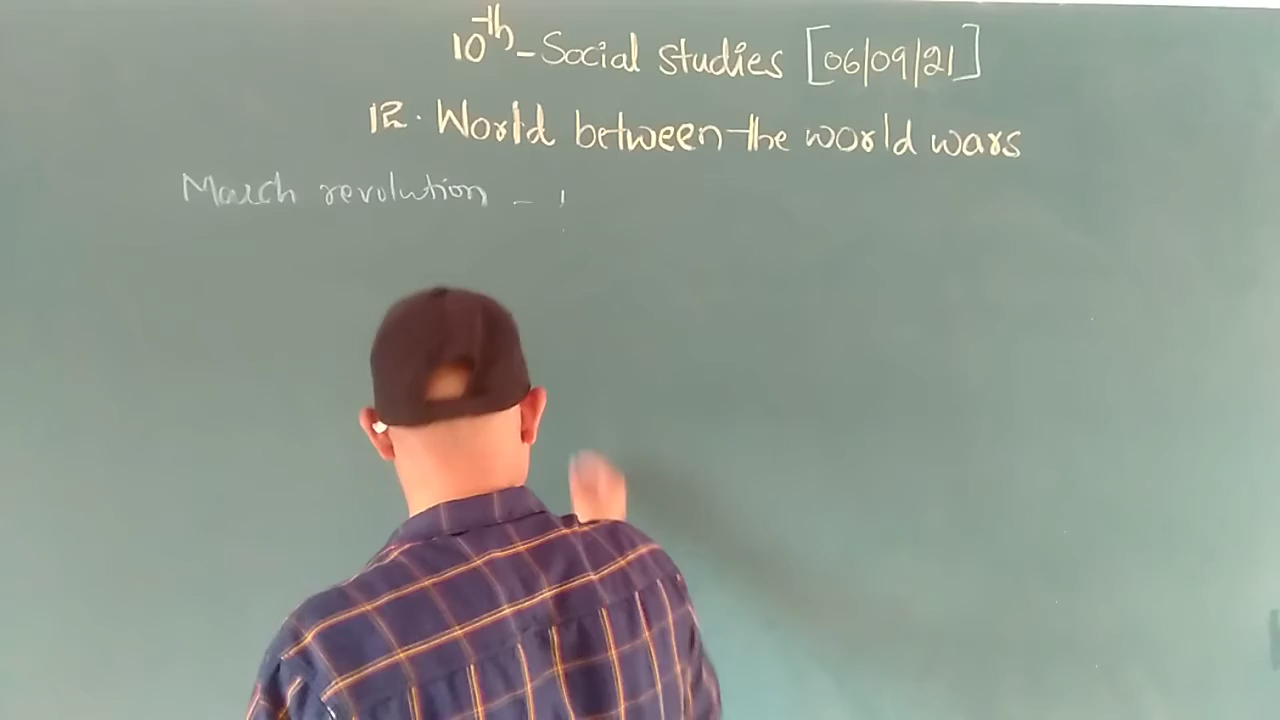 10th - Social studies [06/09/21]
12. World between the world wars
March revolution -